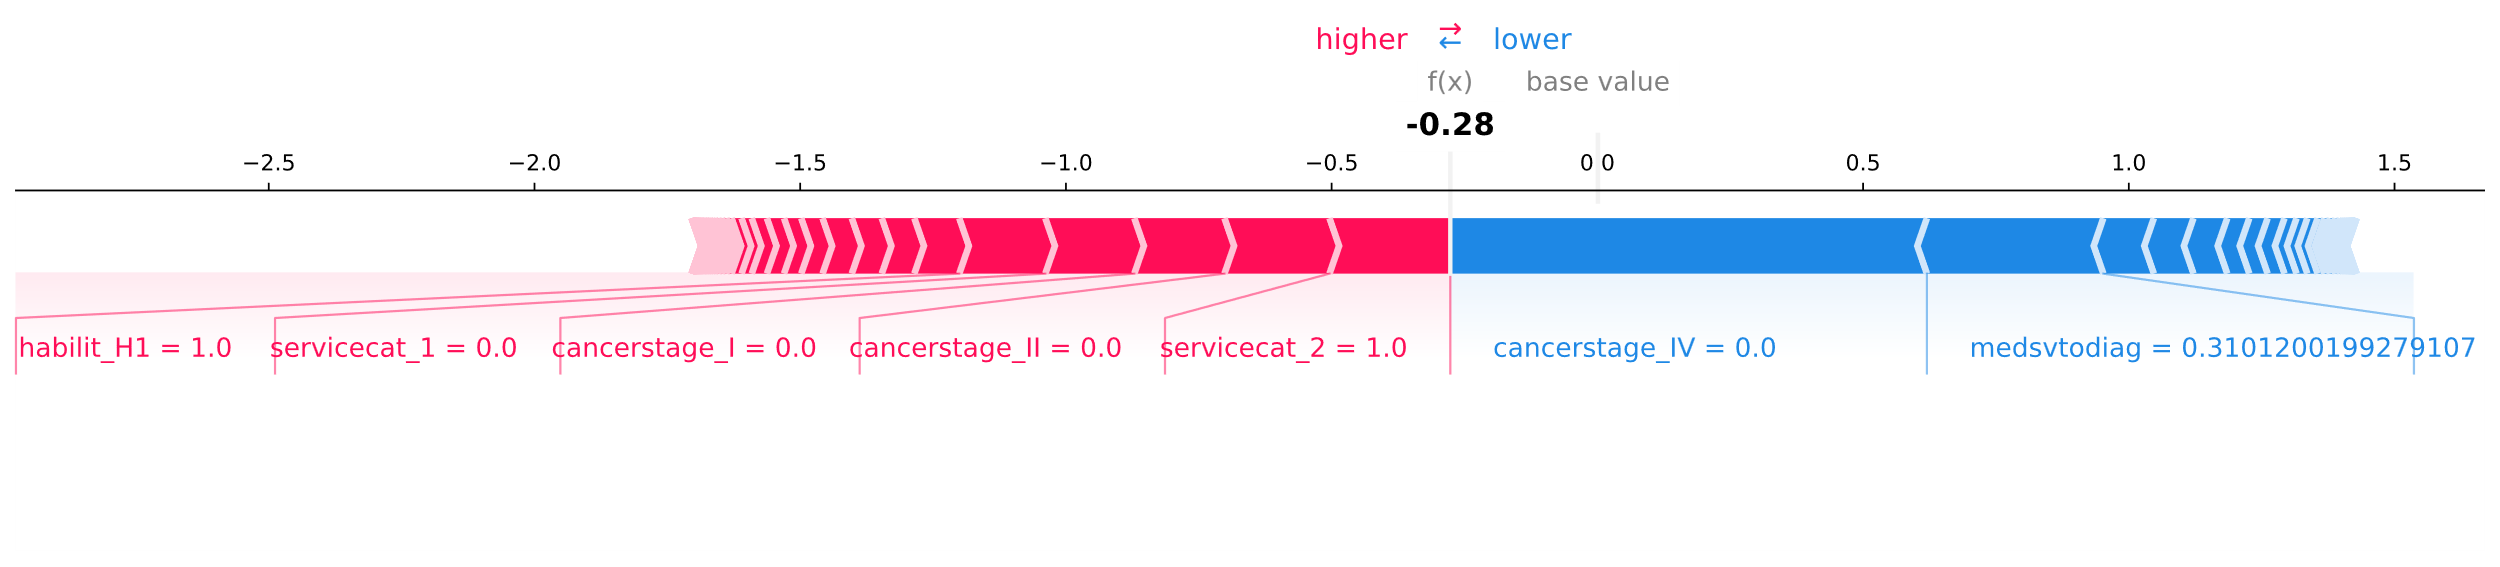 higher ⇄ lower
f(x) base value
-0.28
−2.5 −2.0 −1.5 −1.0 −0.5 0.0 0.5 1.0 1.5
habilit_H1 = 1.0 servicecat_1 = 0.0 cancerstage_I = 0.0 cancerstage_II = 0.0 servicecat_2 = 1.0 cancerstage_IV = 0.0 medsvtodiag = 0.3101200199279107